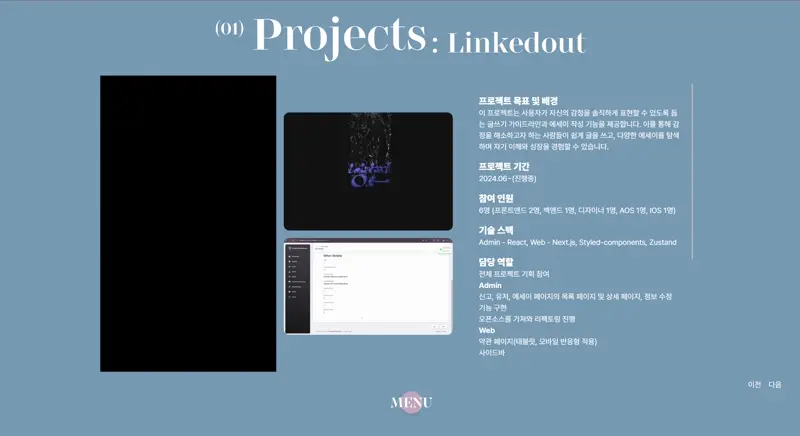 (01) Projects : Linkedout
프로젝트 목표 및 배경
이 프로젝트는 사용자가 자신의 감정을 솔직하게 표현할 수 있도록 돕
는 글쓰기 가이드라인과 에세이 작성 기능을 제공합니다. 이를 통해 감
정을 해소하고자 하는 사람들이 쉽게 글을 쓰고, 다양한 에세이를 탐색
하며 자기 이해와 성장을 경험할 수 있습니다.
프로젝트 기간
2024.06~(진행중)
참여 인원
6명 (프론트엔드 2명, 백엔드 1명, 디자이너 1명, AOS 1명, IOS 1명)
기술 스택
Admin - React, Web - Next.js, Styled-components, Zustand
담당 역할
전체 프로젝트 기획 참여
Admin
신고, 유저, 에세이 페이지의 목록 페이지 및 상세 페이지, 정보 수정
기능 구현
오픈소스를 가져와 리팩토링 진행
Web
약관 페이지(태블릿, 모바일 반응형 적용)
사이드바
이전 다음
MENU